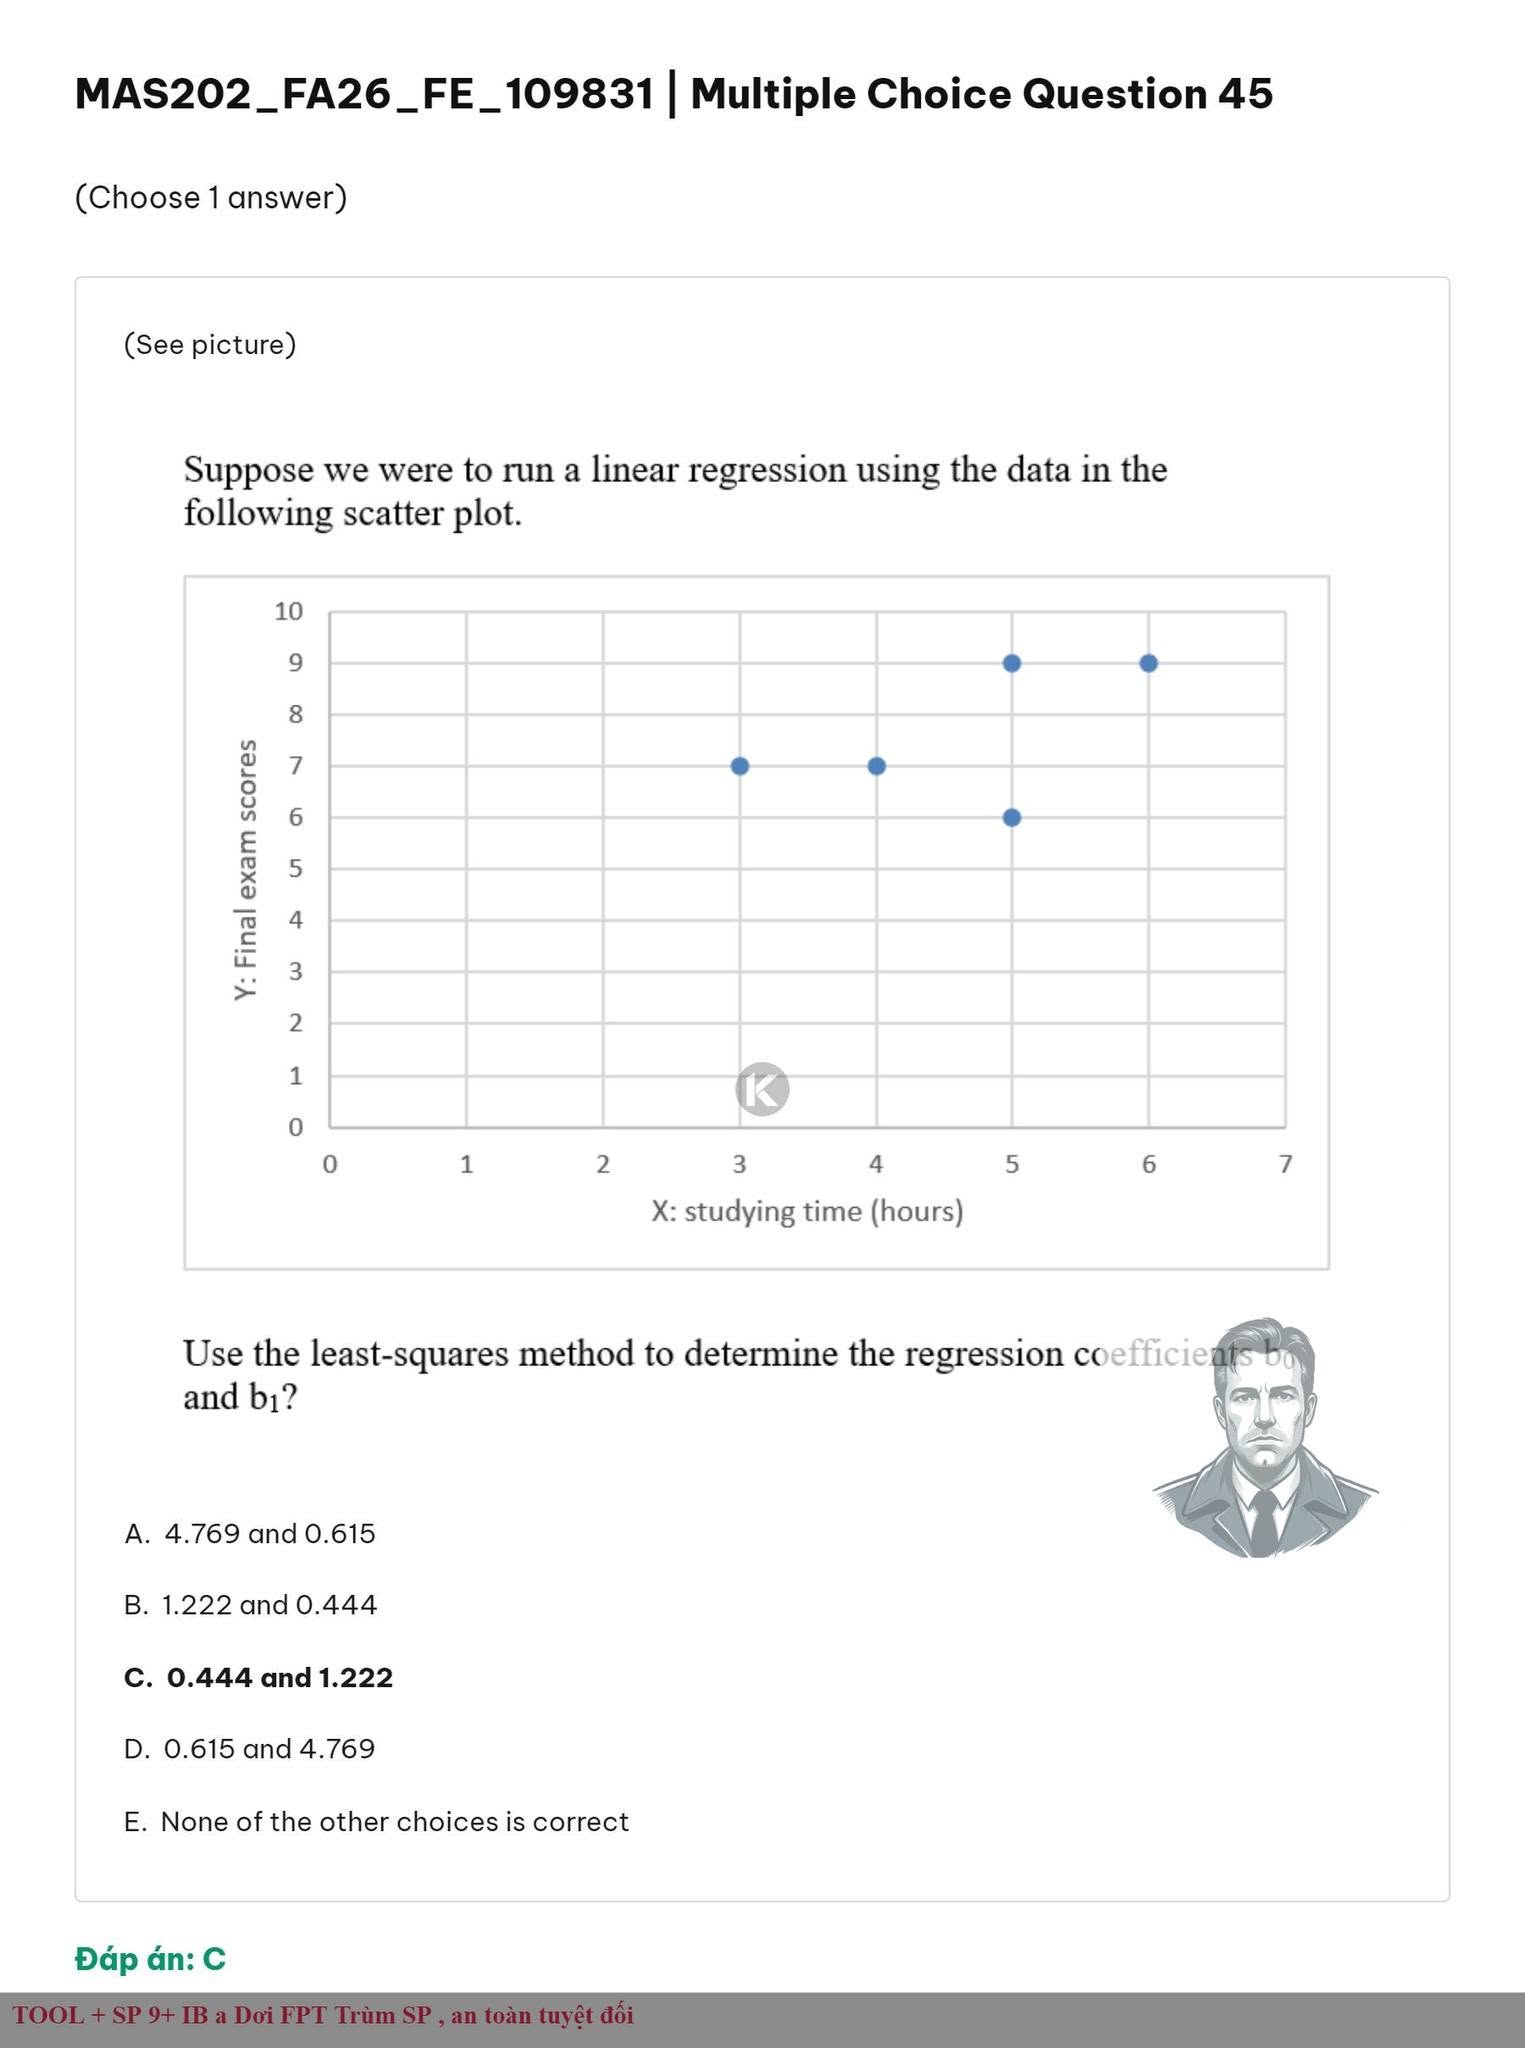 MAS202_FA26_FE_109831 | Multiple Choice Question 45
(Choose 1 answer)
(See picture)
Suppose we were to run a linear regression using the data in the
following scatter plot.
10
9
8
7
6
5
4
3
2
1
0
Y: Final exam scores
K
0 1 2 3 4 5 6 7
X: studying time (hours)
Use the least-squares method to determine the regression coefficients b₀
and b₁?
A. 4.769 and 0.615
B. 1.222 and 0.444
C. 0.444 and 1.222
D. 0.615 and 4.769
E. None of the other choices is correct
Đáp án: C
TOOL + SP 9+ IB a Dơi FPT Trùm SP , an toàn tuyệt đối